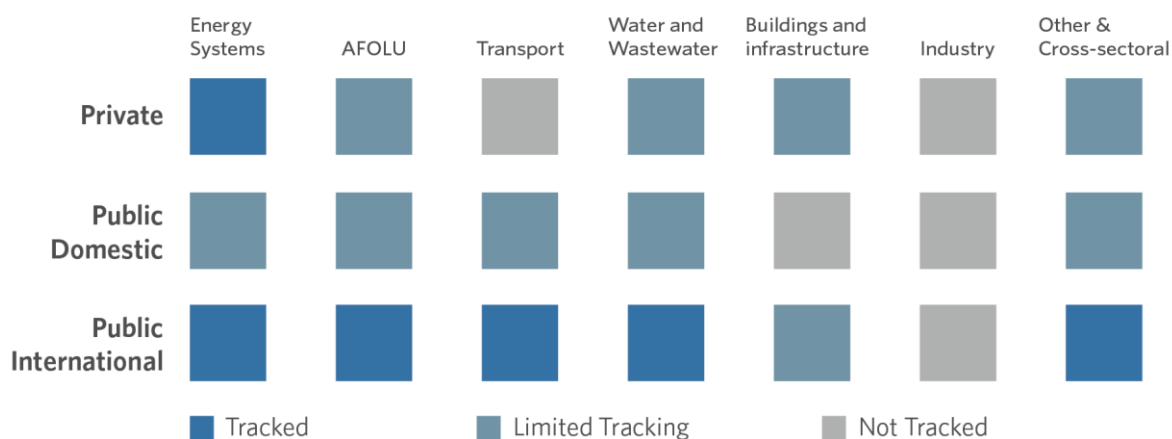 Energy Systems
AFOLU
Transport
Water and Wastewater
Buildings and infrastructure
Industry
Other & Cross-sectoral
Private
Public Domestic
Public International
Tracked
Limited Tracking
Not Tracked